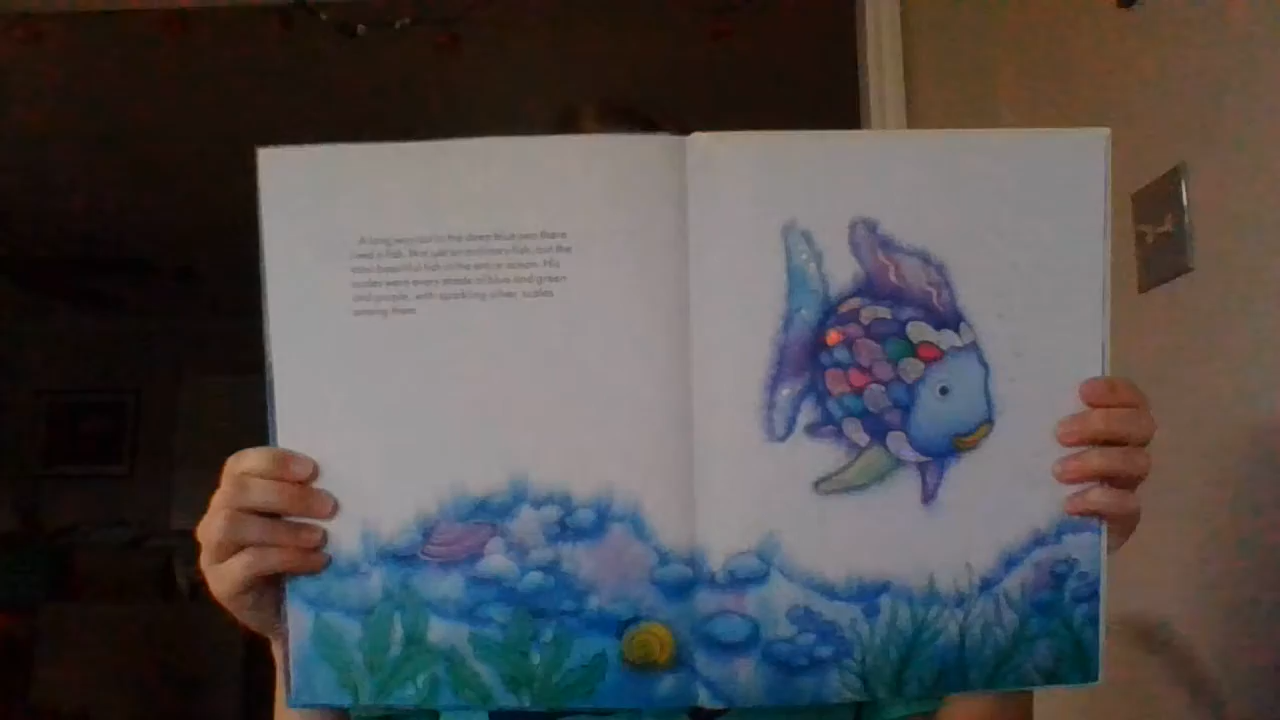 A long way out in the deep blue sea there
lived a fish. Not just an ordinary fish, but the
most beautiful fish in the entire ocean. His
scales were every shade of blue and green
and purple, with sparkling silver scales
among them.